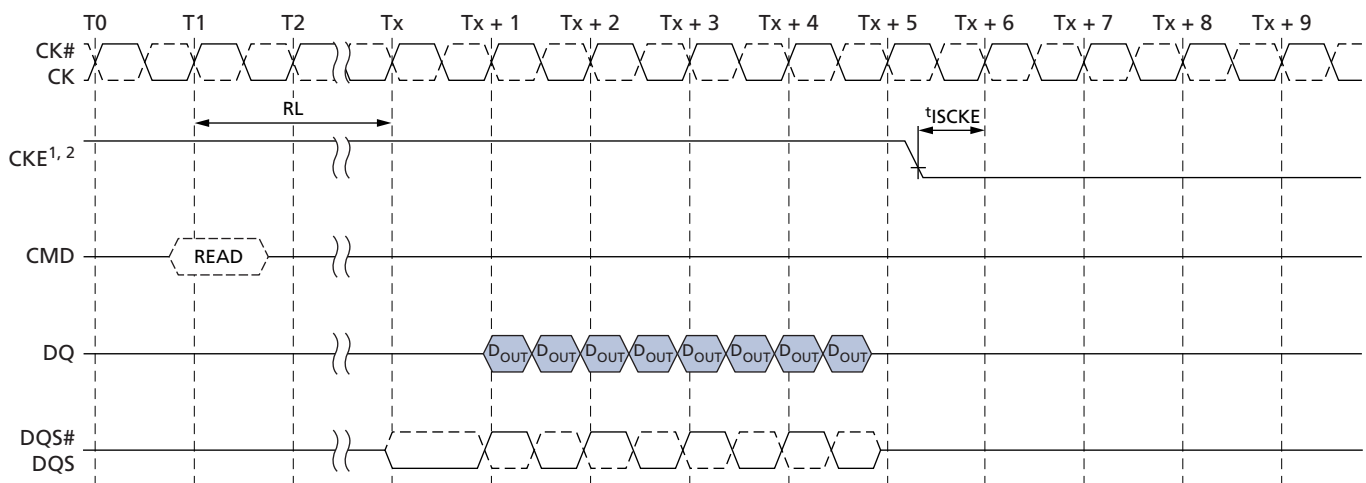 T0 T1 T2 Tx Tx + 1 Tx + 2 Tx + 3 Tx + 4 Tx + 5 Tx + 6 Tx + 7 Tx + 8 Tx + 9
CK#
CK
RL
tISCKE
CKE1, 2
CMD
READ
DQ
DOUT DOUT DOUT DOUT DOUT DOUT DOUT DOUT
DQS#
DQS